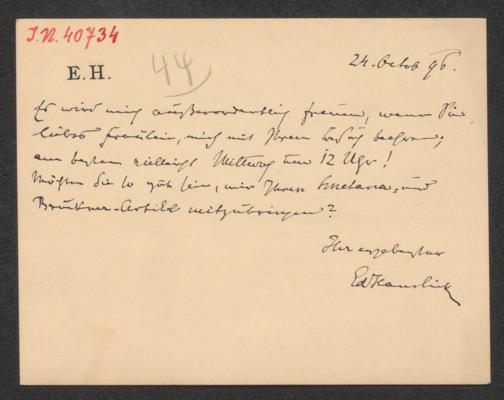 I.N. 40734
44
E.H.
24. Octob 96.
Es wird mich außerordentlich freuen, wenn Sie,
liebes Fräulein, mich mit Ihrem Besuch beehren;
am besten vielleicht Mittwoch um 12 Uhr!
Möchten Sie so gut sein, mir Ihren Smetana- und
Bruckner-Artikel mitzubringen?
Ihr ergebenster
EdHanslick